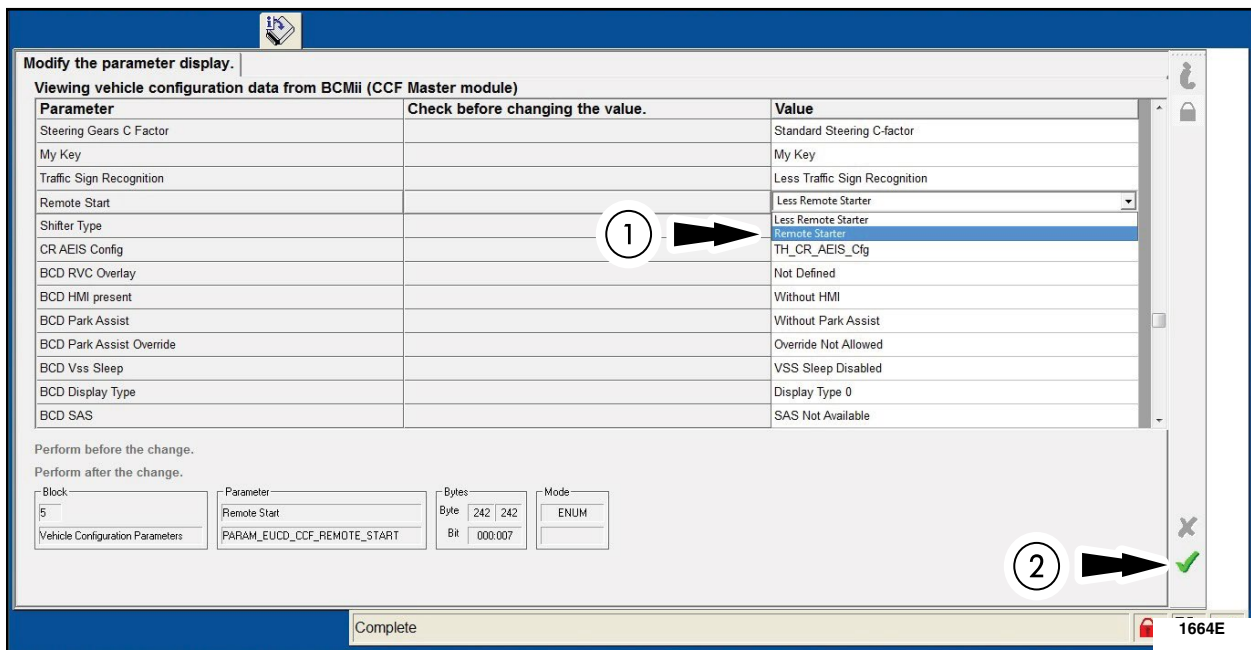 Modify the parameter display.
Viewing vehicle configuration data from BCMii (CCF Master module)
Parameter Check before changing the value. Value
Steering Gears C Factor Standard Steering C-factor
My Key My Key
Traffic Sign Recognition Less Traffic Sign Recognition
Remote Start Less Remote Starter
Less Remote Starter
Shifter Type
1
Remote Starter
CR AEIS Config TH_CR_AEIS_Cfg
BCD RVC Overlay Not Defined
BCD HMI present Without HMI
BCD Park Assist Without Park Assist
BCD Park Assist Override Override Not Allowed
BCD Vss Sleep VSS Sleep Disabled
BCD Display Type Display Type 0
BCD SAS SAS Not Available
Perform before the change.
Perform after the change.
Block Parameter Bytes Mode
5 Remote Start Byte 242 242 ENUM
Vehicle Configuration Parameters PARAM_EUCD_CCF_REMOTE_START Bit 000:007
2
Complete
1664E